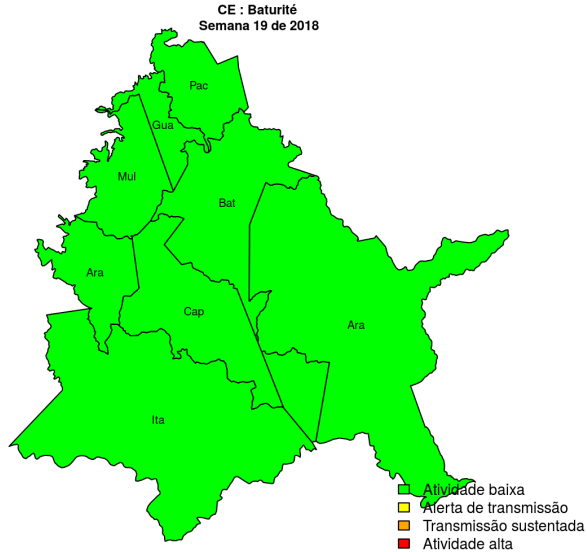 CE : Baturité
Semana 19 de 2018
Pac
Gua
Mul
Bat
Ara
Cap
Ara
Ita
Atividade baixa
Alerta de transmissão
Transmissão sustentada
Atividade alta